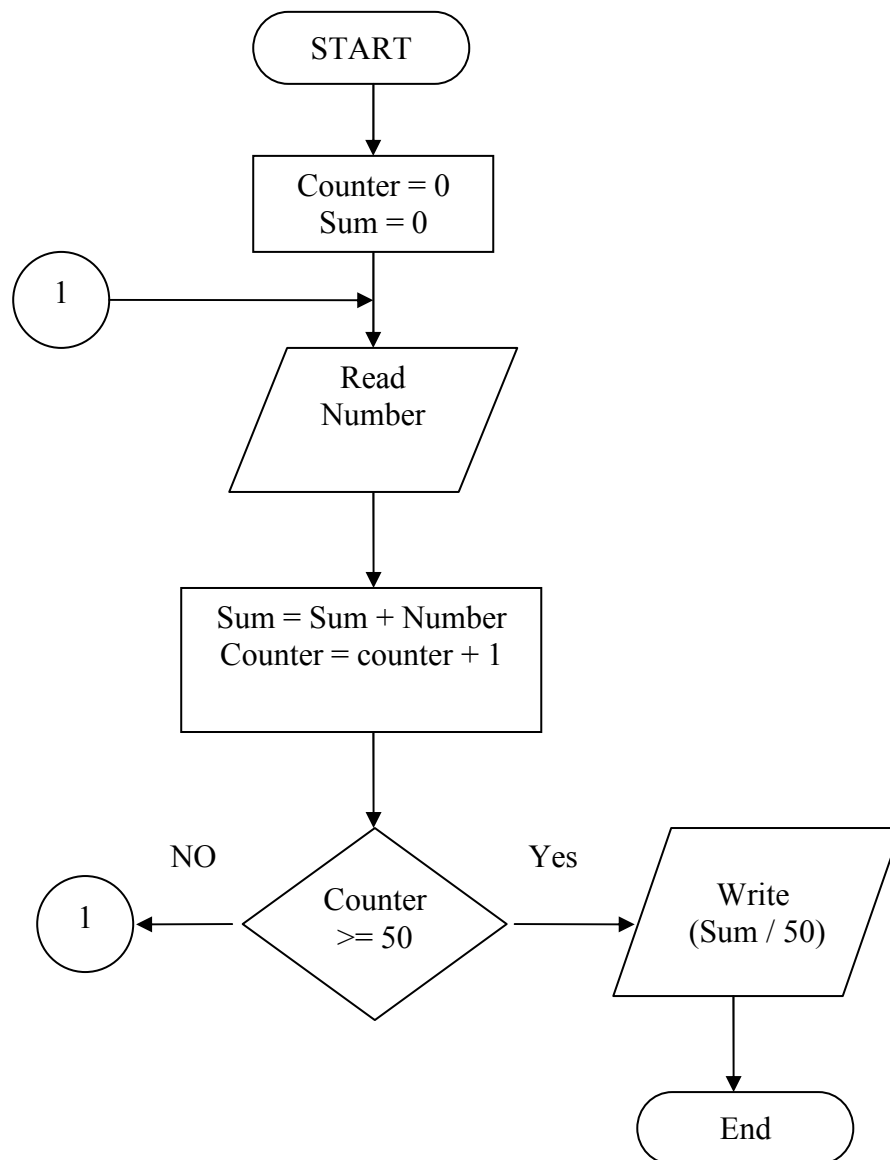 START
Counter = 0
Sum = 0
1
Read
Number
Sum = Sum + Number
Counter = counter + 1
NO
Yes
1
Counter
>= 50
Write
(Sum / 50)
End